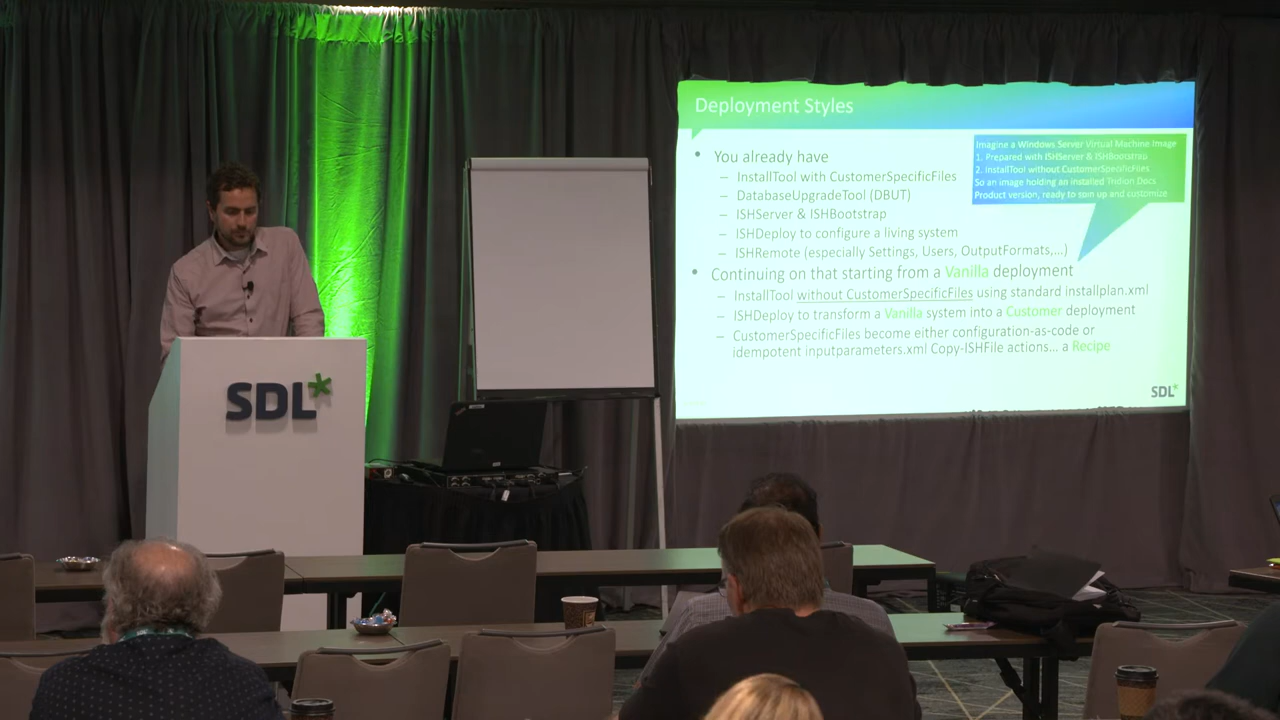 Deployment Styles
• You already have
– InstallTool with CustomerSpecificFiles
– DatabaseUpgradeTool (DBUT)
– ISHServer & ISHBootstrap
– ISHDeploy to configure a living system
– ISHRemote (especially Settings, Users, OutputFormats,...)
• Continuing on that starting from a Vanilla deployment
– InstallTool without CustomerSpecificFiles using standard installplan.xml
– ISHDeploy to transform a Vanilla system into a Customer deployment
– CustomerSpecificFiles become either configuration-as-code or
idempotent inputparameters.xml Copy-ISHFile actions... a Recipe
Imagine a Windows Server Virtual Machine Image
1. Prepared with ISHServer & ISHBootstrap
2. InstallTool without CustomerSpecificFiles
So an image holding an installed Tridion Docs
Product version, ready to spin up and customize
SDL*
SDL*